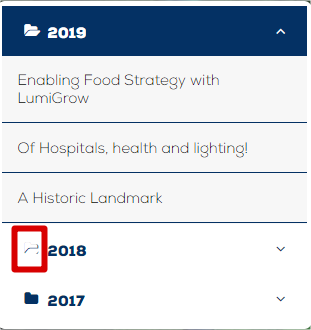 2019
Enabling Food Strategy with
LumiGrow
Of Hospitals, health and lighting!
A Historic Landmark
2018
2017